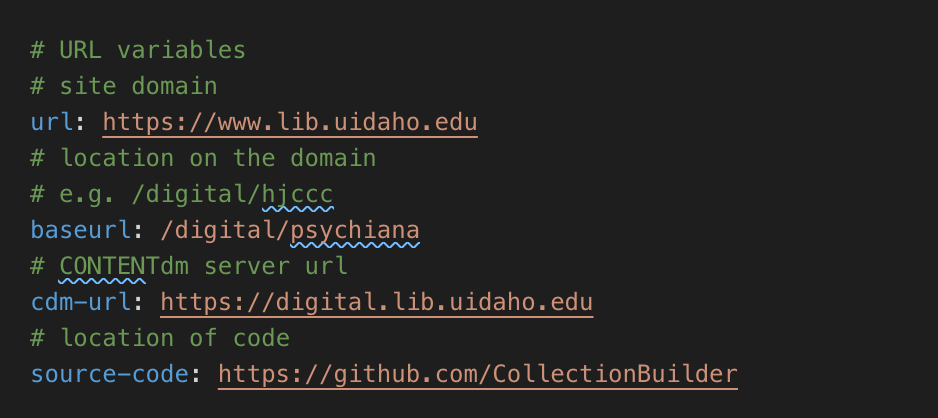 # URL variables
# site domain
url: https://www.lib.uidaho.edu
# location on the domain
# e.g. /digital/hjccc
baseurl: /digital/psychiana
# CONTENTdm server url
cdm-url: https://digital.lib.uidaho.edu
# location of code
source-code: https://github.com/CollectionBuilder